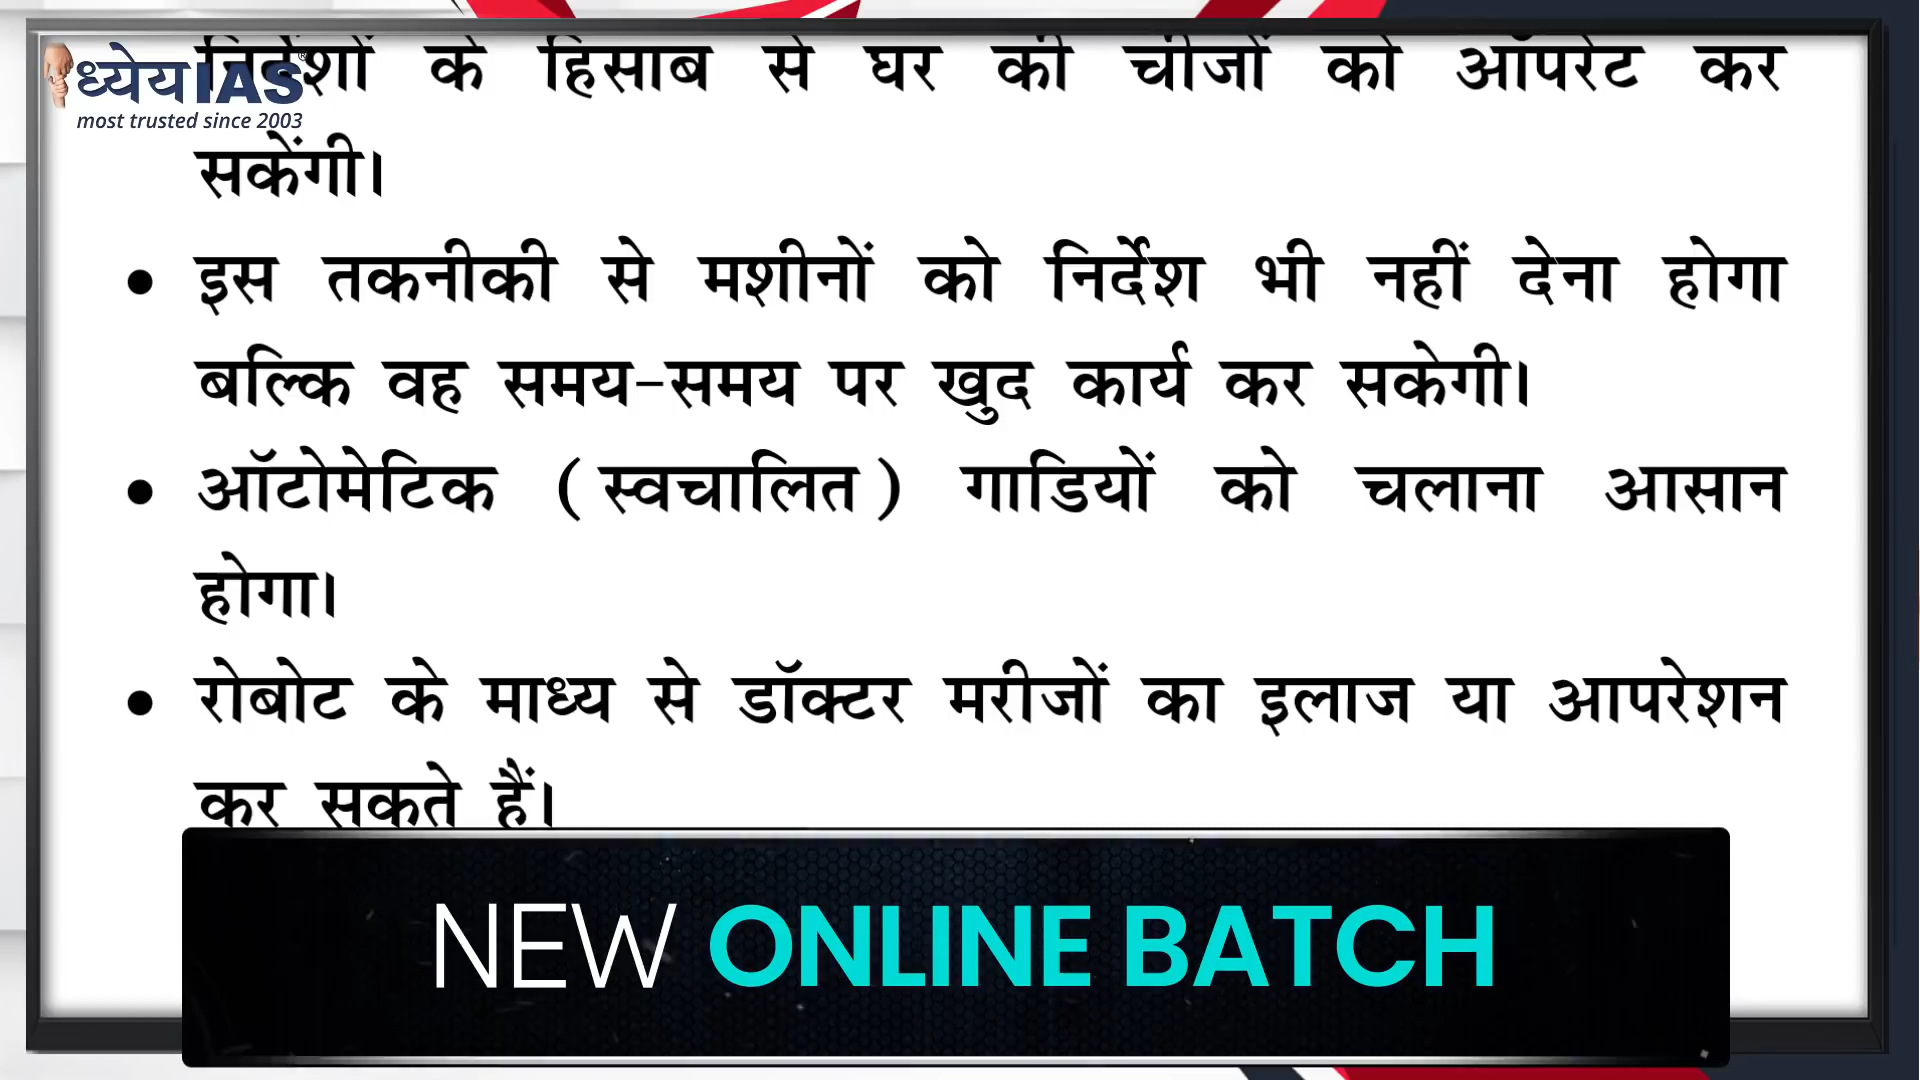 ध्येय IAS®
most trusted since 2003
निर्देशों के हिसाब से घर की चीजों को ऑपरेट कर
सकेंगी।
• इस तकनीकी से मशीनों को निर्देश भी नहीं देना होगा
बल्कि वह समय-समय पर खुद कार्य कर सकेगी।
• ऑटोमेटिक (स्वचालित) गाडियों को चलाना आसान
होगा।
• रोबोट के माध्य से डॉक्टर मरीजों का इलाज या आपरेशन
कर सकते हैं।
NEW ONLINE BATCH